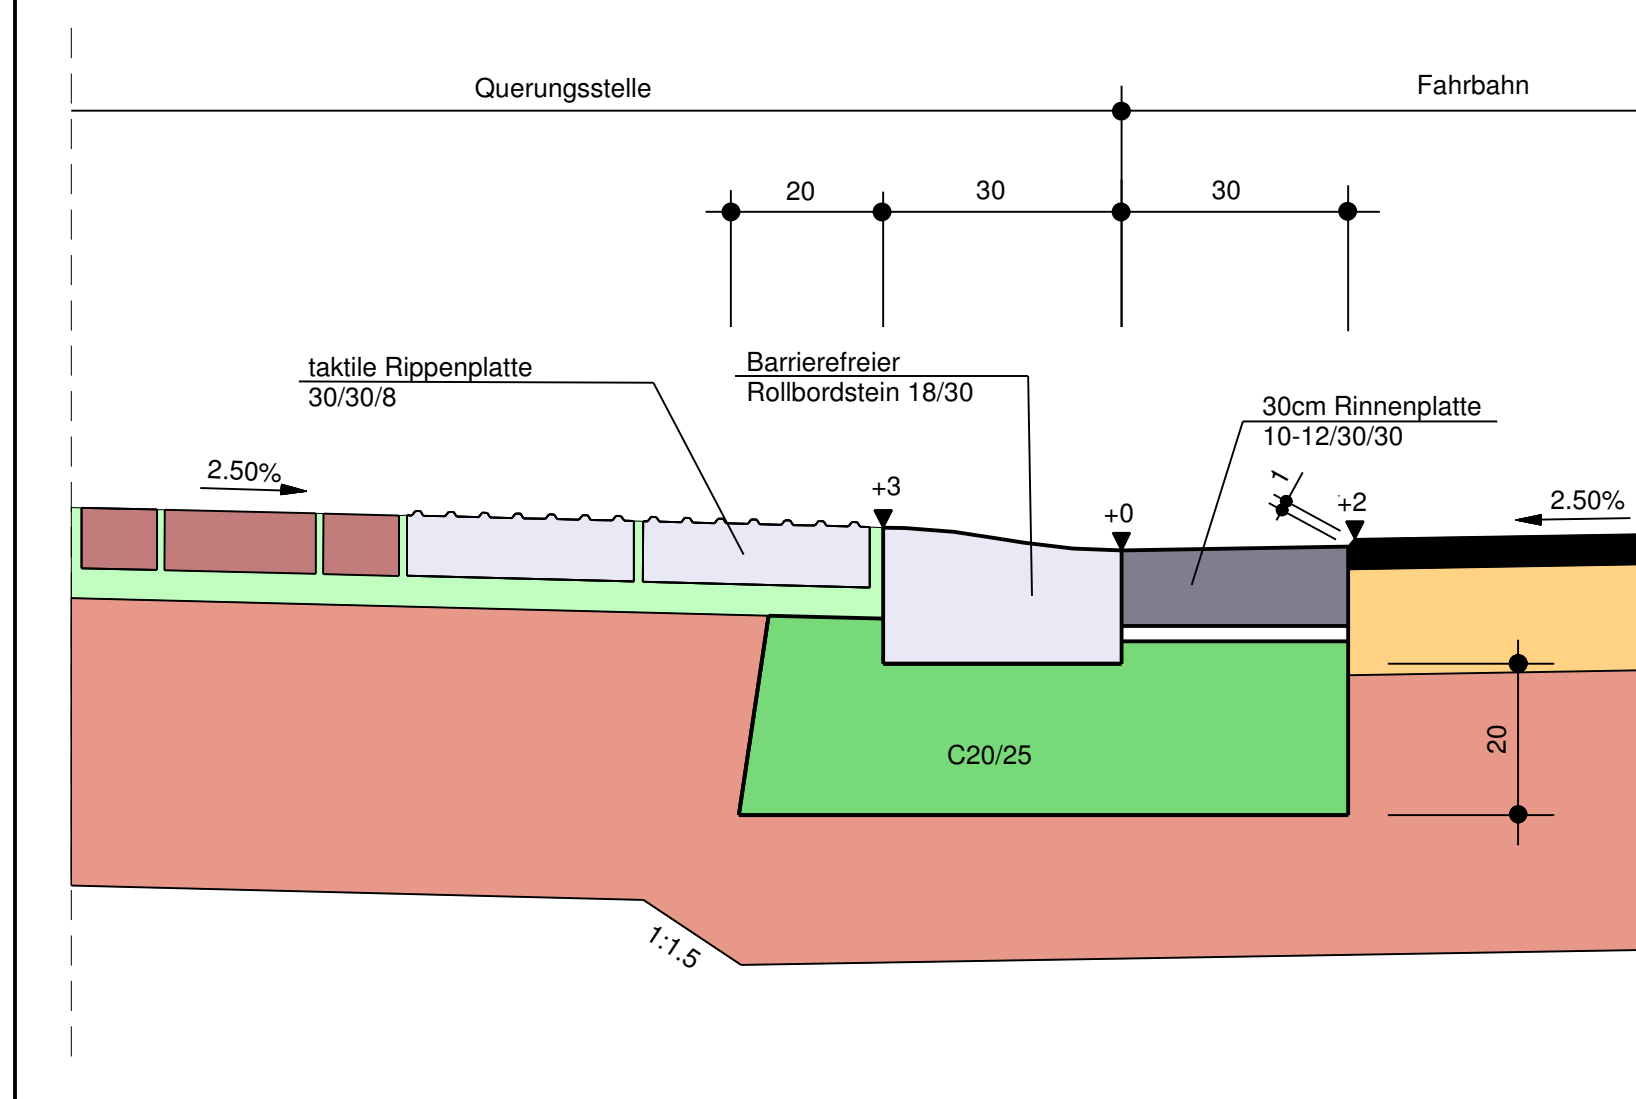 Querungsstelle
Fahrbahn
20
30
30
taktile Rippenplatte
30/30/8
Barrierefreier
Rollbordstein 18/30
30cm Rinnenplatte
10-12/30/30
2.50%
+3
+0
1
+2
2.50%
20
C20/25
1:1.5